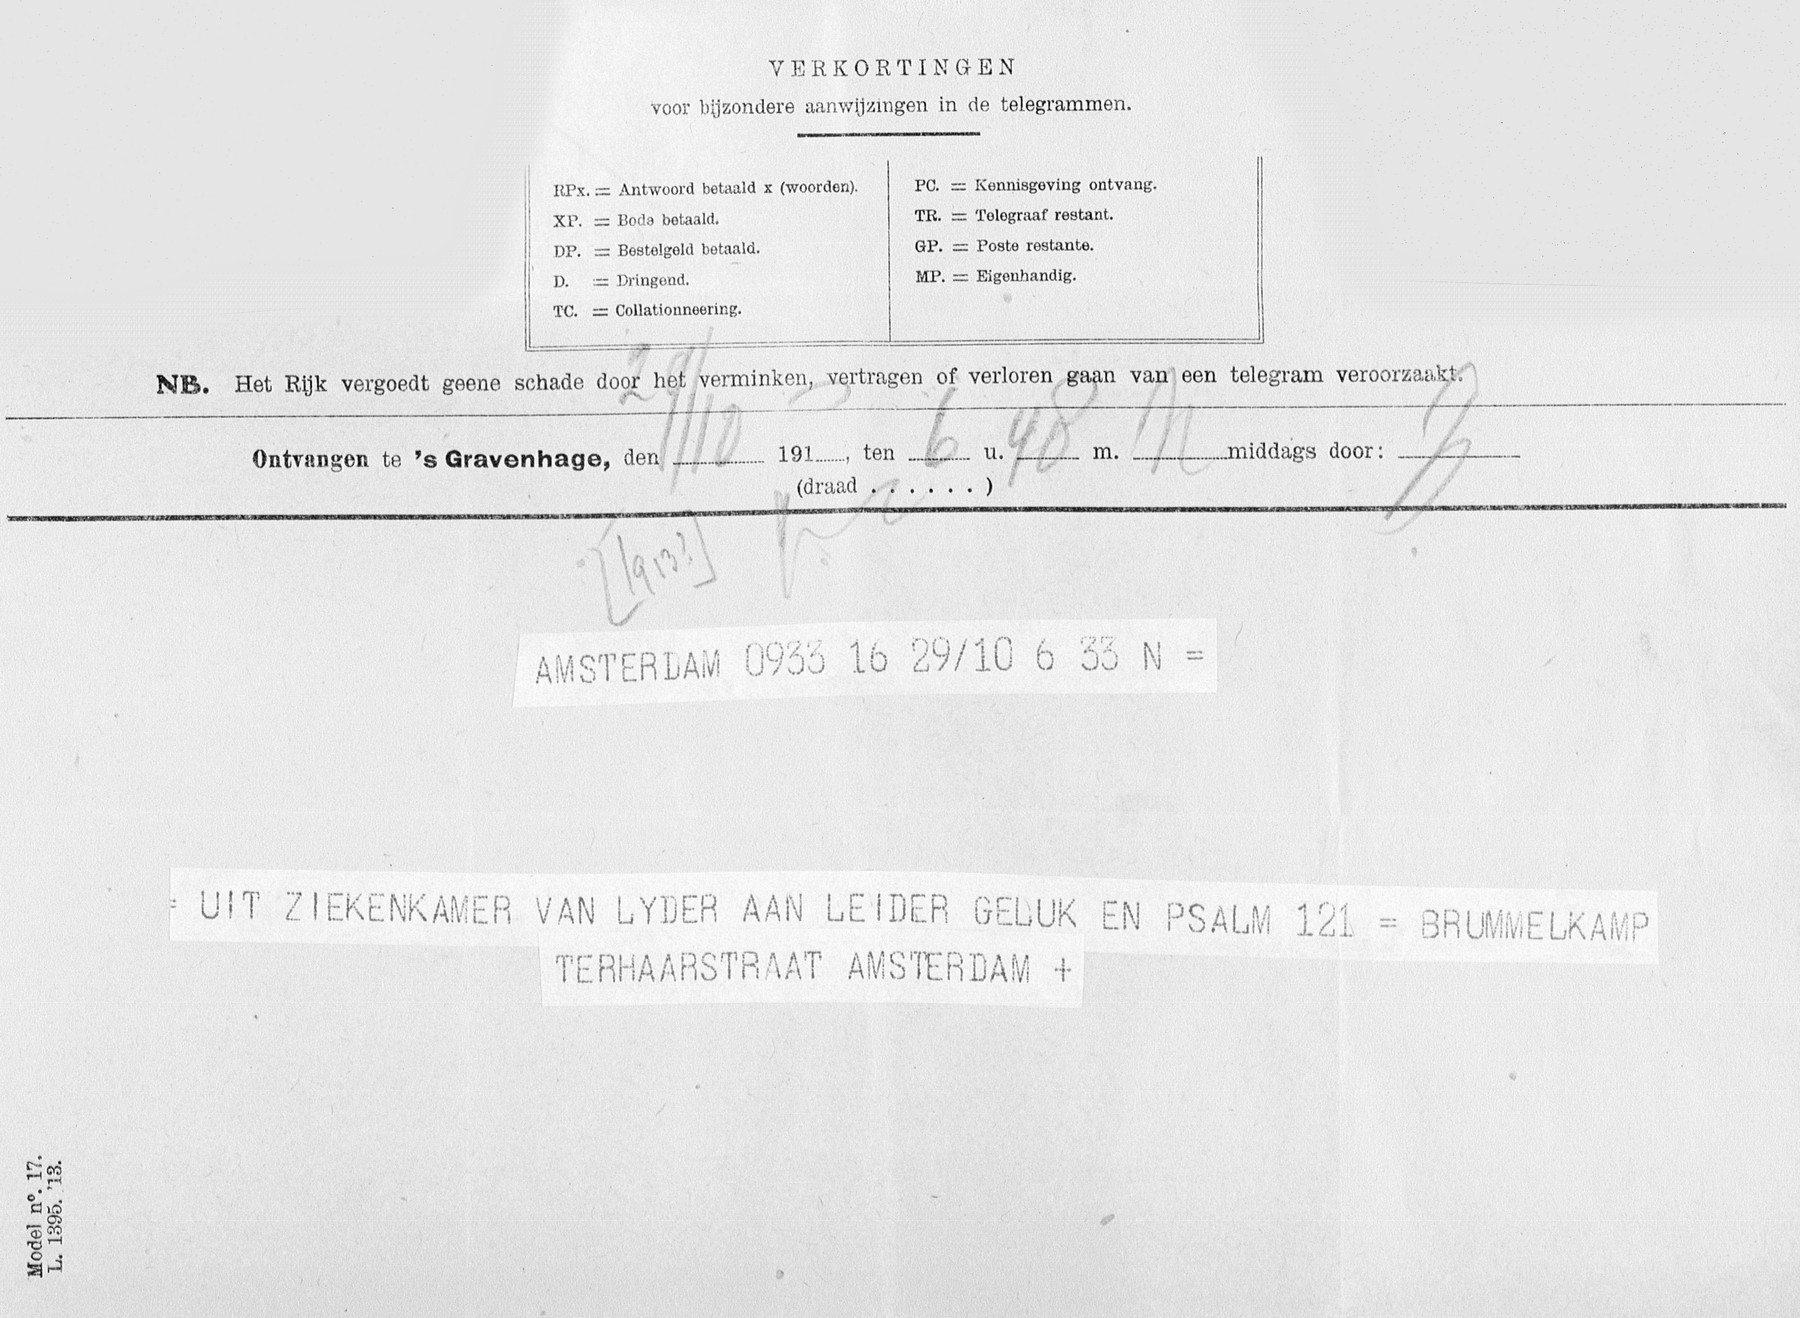 VERKORTINGEN
voor bijzondere aanwijzingen in de telegrammen.
RPx. = Antwoord betaald x (woorden).
XP. = Bode betaald.
DP. = Bestelgeld betaald.
D. = Dringend.
TC. = Collationneering.
PC. = Kennisgeving ontvang.
TR. = Telegraaf restant.
GP. = Poste restante.
MP. = Eigenhandig.
NB. Het Rijk vergoedt geene schade door het verminken, vertragen of verloren gaan van een telegram veroorzaakt.
Ontvangen te 's Gravenhage, den 29/10 191......, ten 6 u. 48 m. N middags door:
(draad . . . . . . )
[1913?]
AMSTERDAM 0933 16 29/10 6 33 N =
= UIT ZIEKENKAMER VAN LYDER AAN LEIDER GELUK EN PSALM 121 = BRUMMELKAMP
TERHAARSTRAAT AMSTERDAM +
Model nº. 17.
L. 1395. '13.